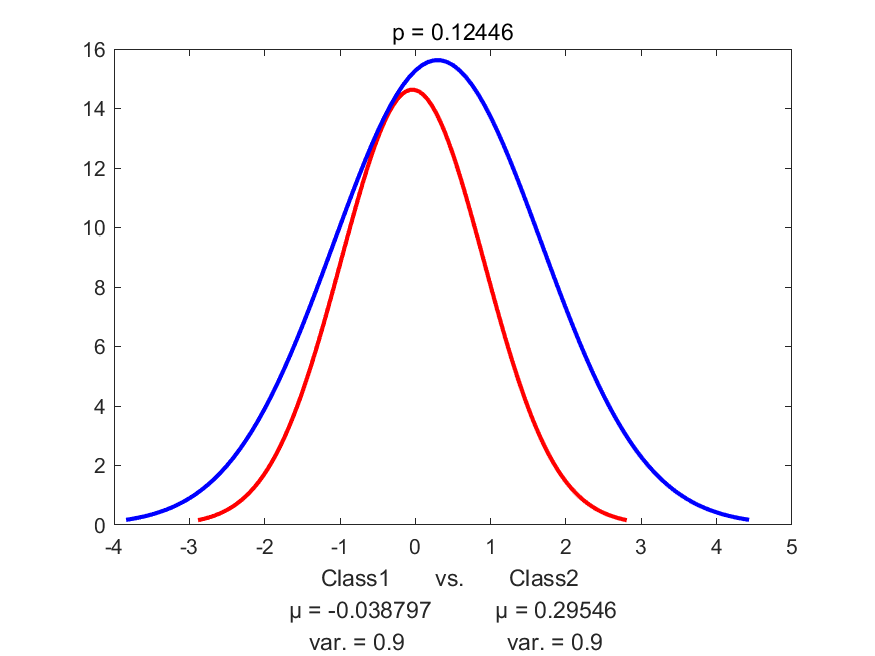 p = 0.12446
16
14
12
10
8
6
4
2
0
-4 -3 -2 -1 0 1 2 3 4 5
Class1 vs. Class2
μ = -0.038797 μ = 0.29546
var. = 0.9 var. = 0.9